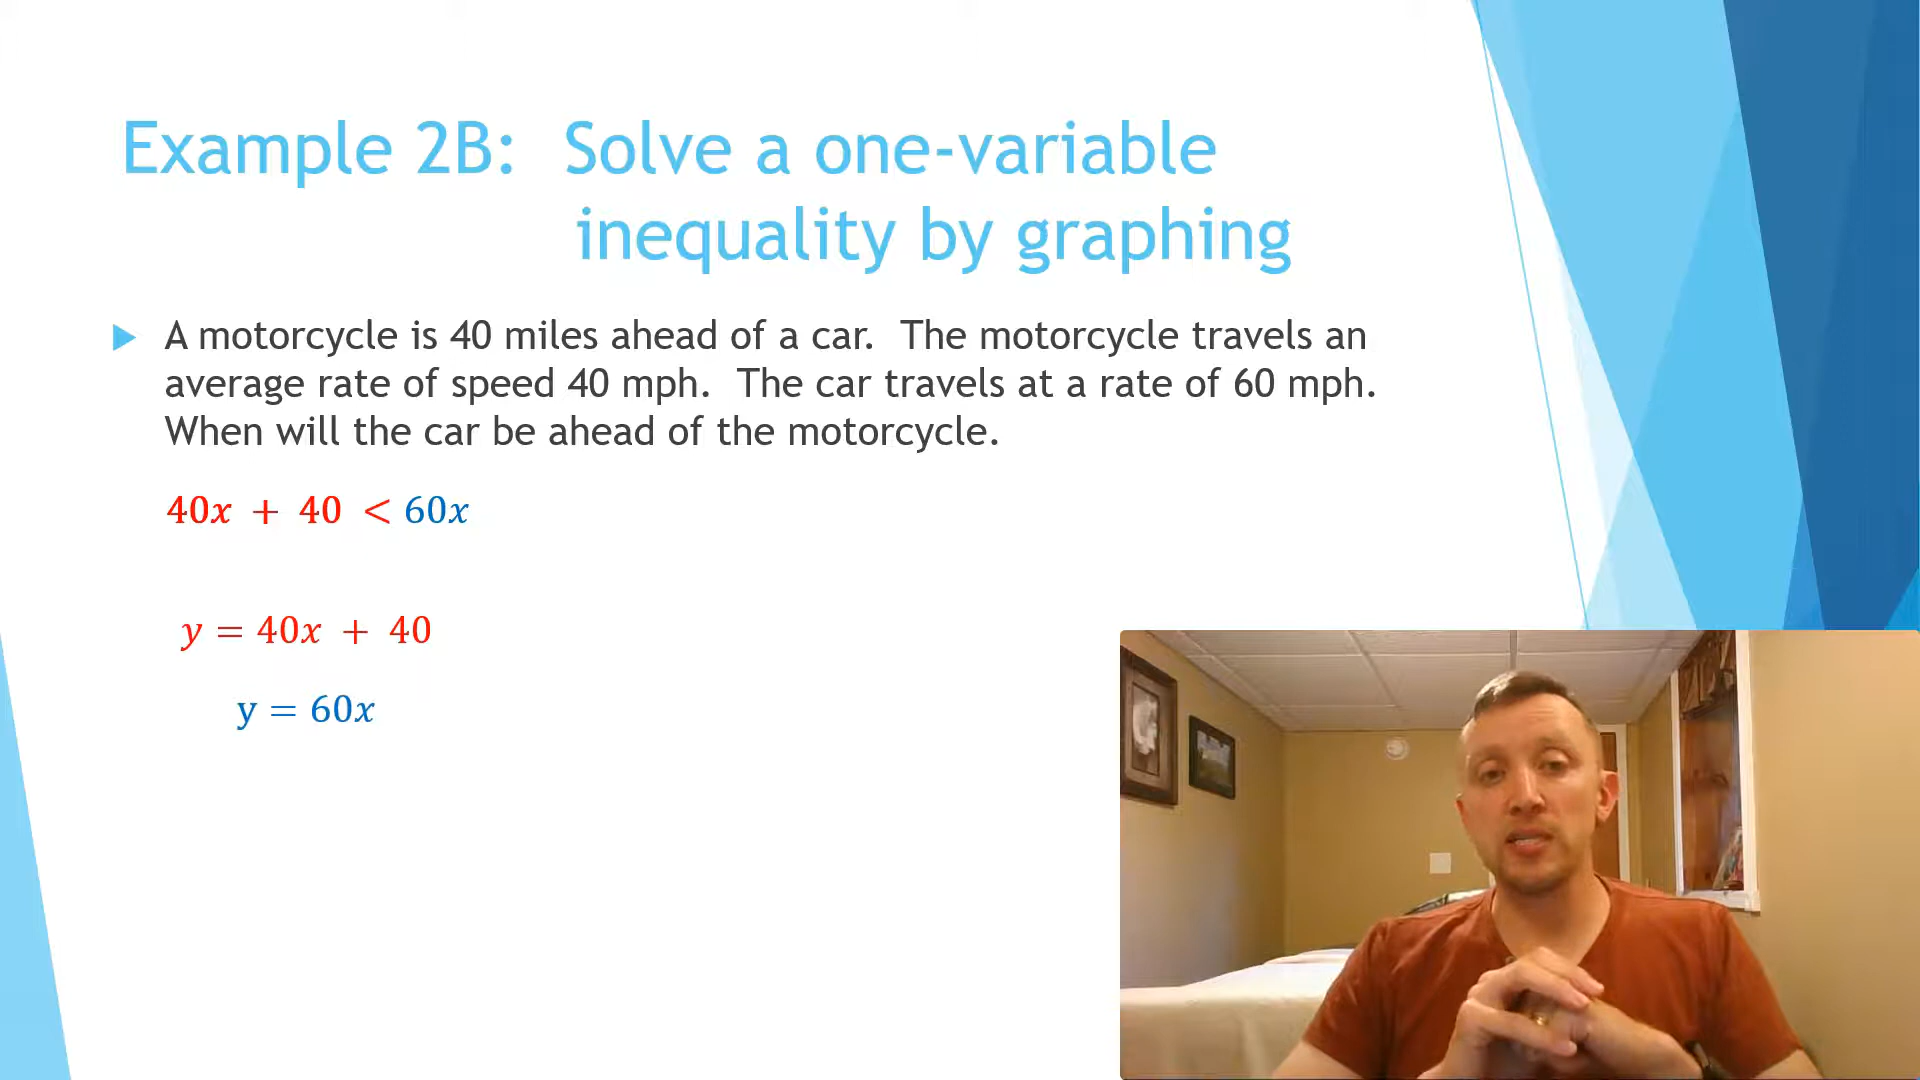 Example 2B: Solve a one-variable
inequality by graphing
A motorcycle is 40 miles ahead of a car. The motorcycle travels an
average rate of speed 40 mph. The car travels at a rate of 60 mph.
When will the car be ahead of the motorcycle.
40x + 40 < 60x
y = 40x + 40
y = 60x